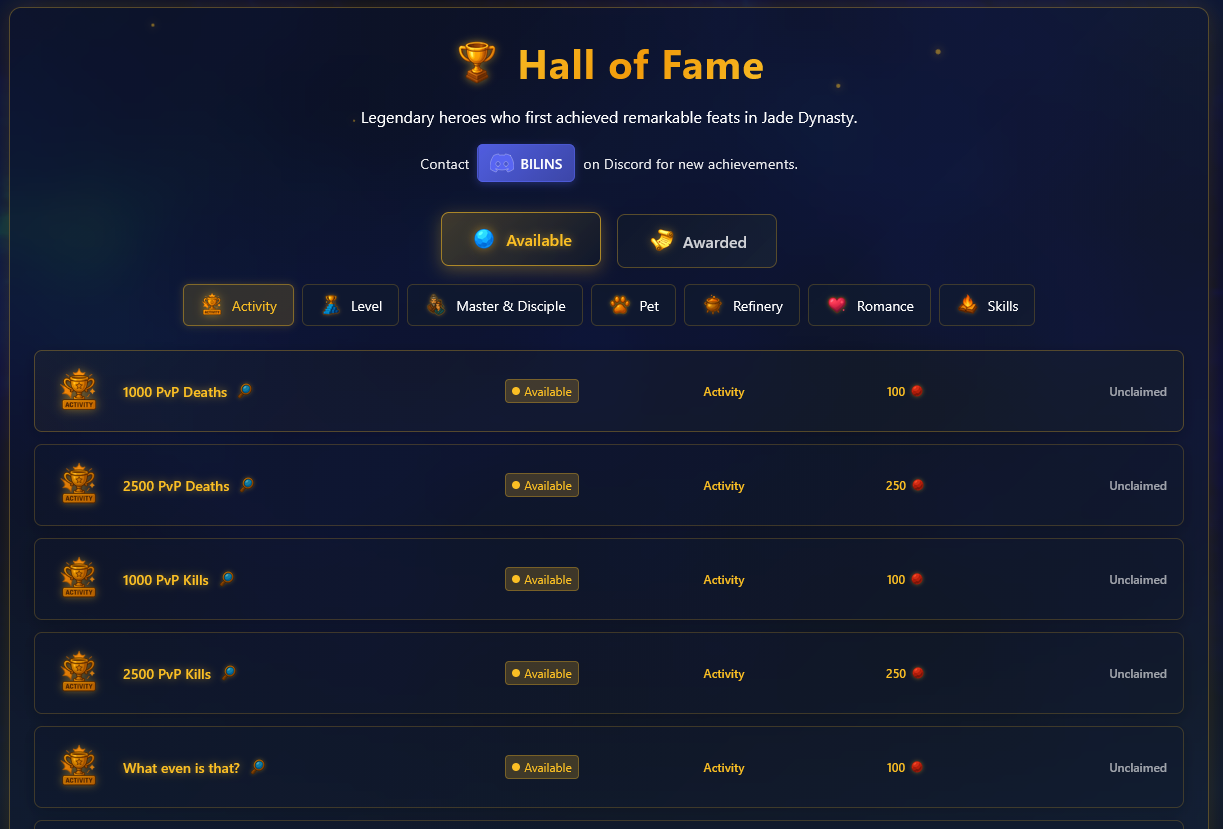 Hall of Fame
Legendary heroes who first achieved remarkable feats in Jade Dynasty.
Contact BILINS on Discord for new achievements.
Available Awarded
Activity Level Master & Disciple Pet Refinery Romance Skills
ACTIVITY 1000 PvP Deaths Available Activity 100 Unclaimed
ACTIVITY 2500 PvP Deaths Available Activity 250 Unclaimed
ACTIVITY 1000 PvP Kills Available Activity 100 Unclaimed
ACTIVITY 2500 PvP Kills Available Activity 250 Unclaimed
ACTIVITY What even is that? Available Activity 100 Unclaimed